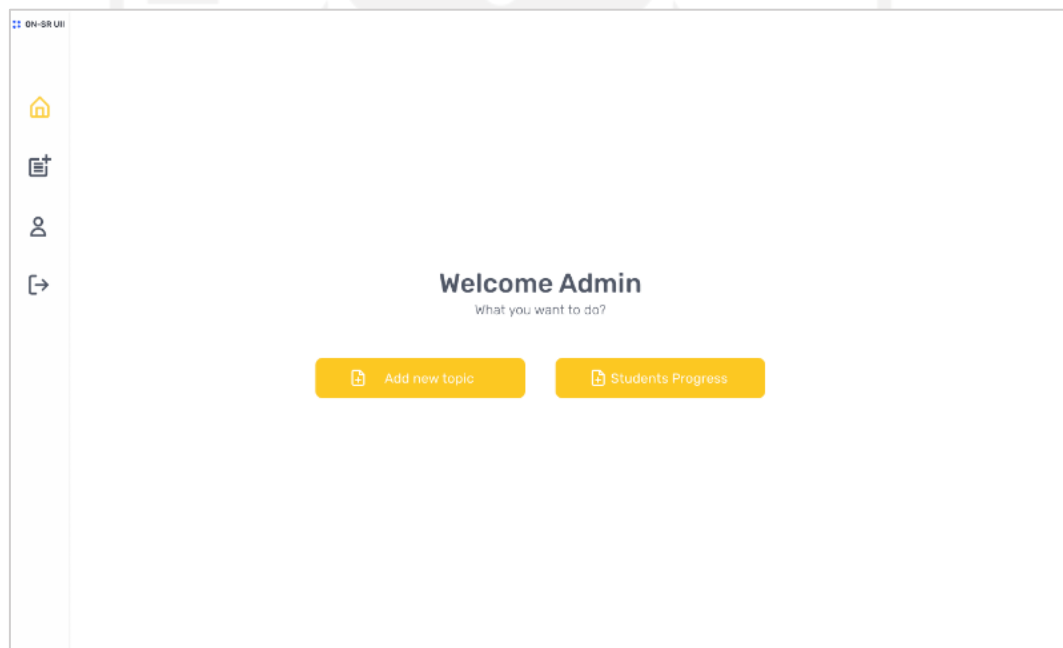 ON-SR UII
Welcome Admin
What you want to do?
Add new topic
Students Progress